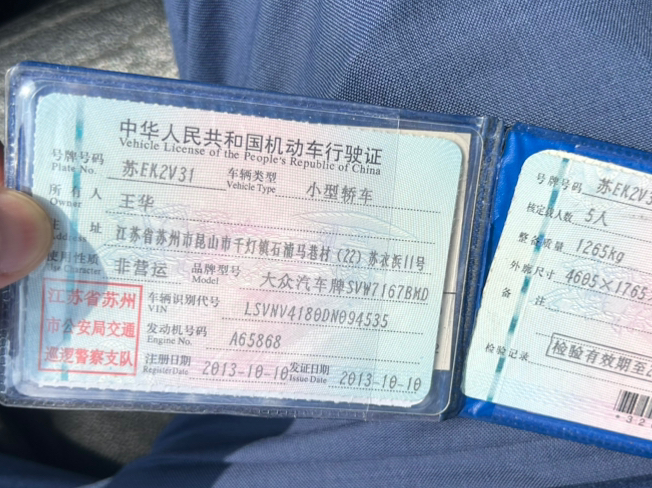 中华人民共和国机动车行驶证
Vehicle License of the People's Republic of China
号牌号码 苏EK2V31 车辆类型 小型轿车
Plate No. Vehicle Type
所有人 王华
Owner
住 址 江苏省苏州市昆山市千灯镇石浦马巷村(22)苏衣浜11号
Address
使用性质 非营运 品牌型号 大众汽车牌SVW7167BMD
Use Character Model
江苏省苏州
市公安局交通
巡逻警察支队
车辆识别代号 LSVNV4180DN094535
VIN
发动机号码 A65868
Engine No.
注册日期 2013-10-10 发证日期 2013-10-10
Register Date Issue Date
号牌号码 苏EK2V3
核定载人数 5人
整备质量 1265kg
外廓尺寸 4605×1765
备 注
检验记录
检验有效期至